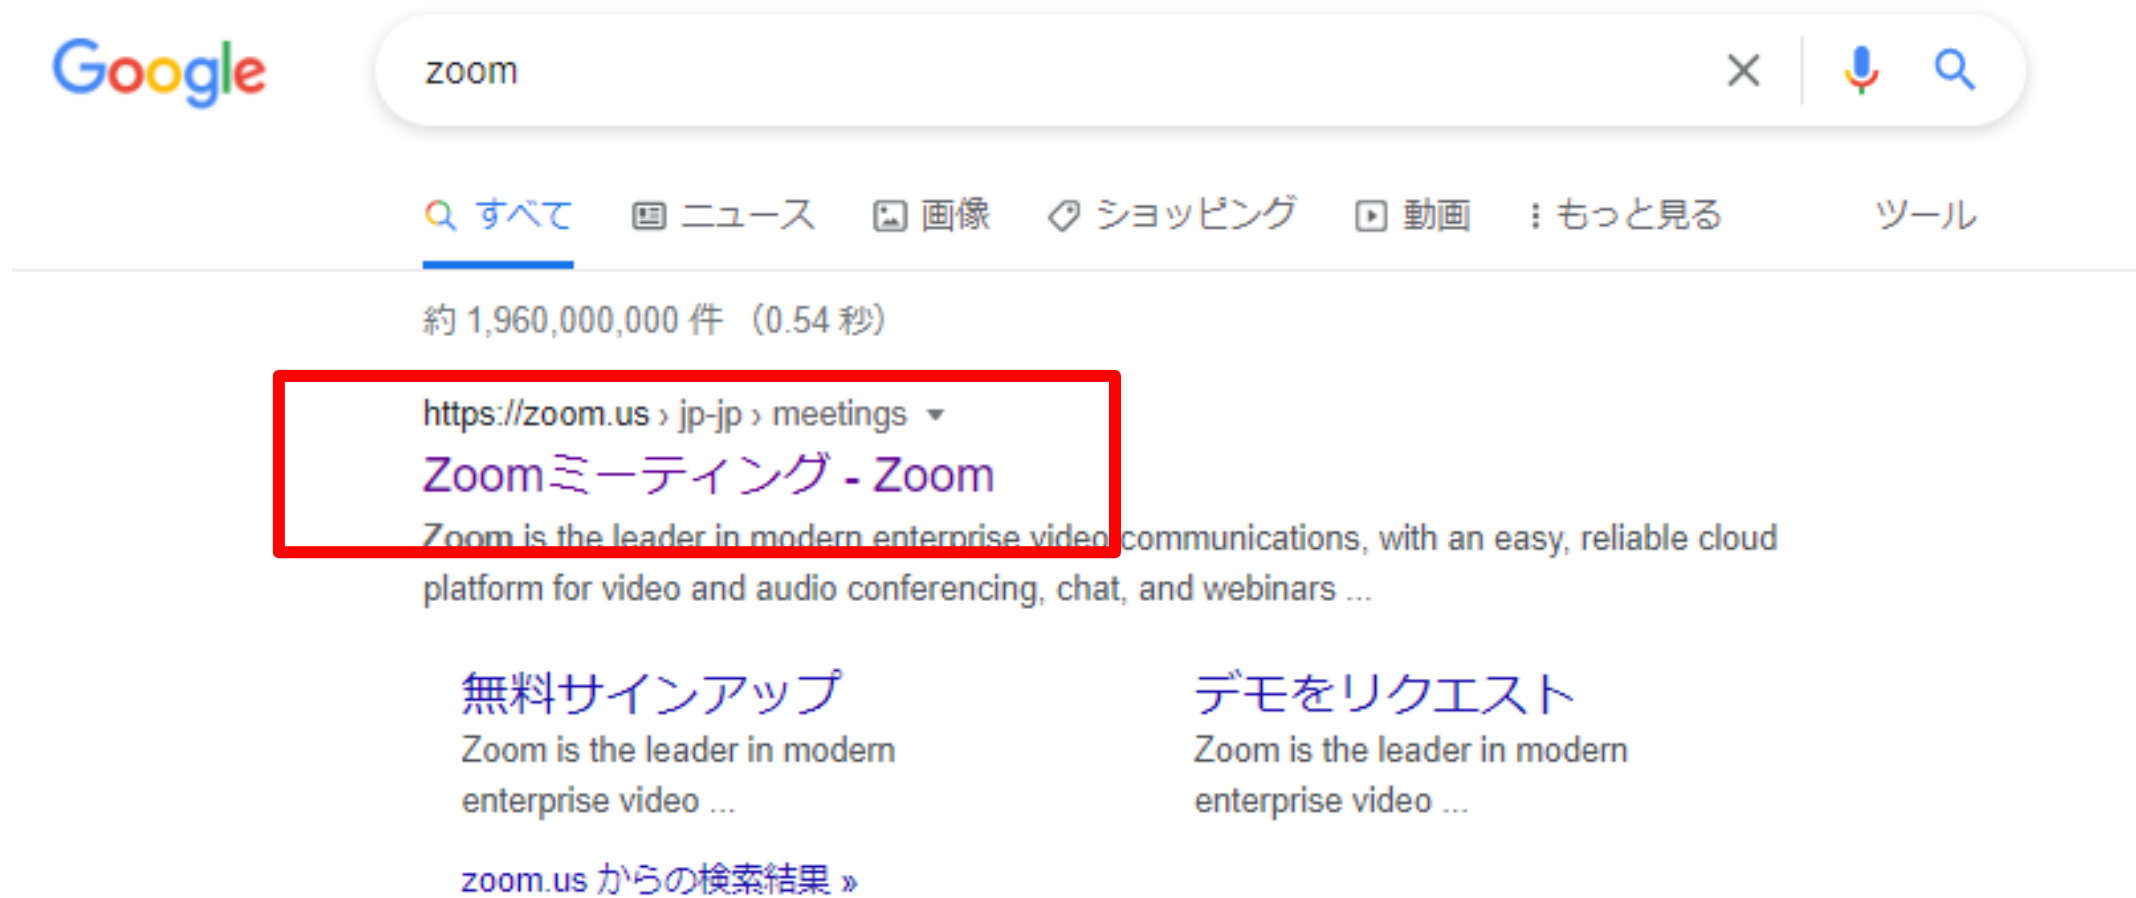 Google zoom
すべて ニュース 画像 ショッピング 動画 もっと見る ツール
約 1,960,000,000 件 （0.54 秒）
https://zoom.us › jp-jp › meetings
Zoomミーティング - Zoom
Zoom is the leader in modern enterprise video communications, with an easy, reliable cloud
platform for video and audio conferencing, chat, and webinars ...
無料サインアップ
Zoom is the leader in modern
enterprise video ...
デモをリクエスト
Zoom is the leader in modern
enterprise video ...
zoom.us からの検索結果 »